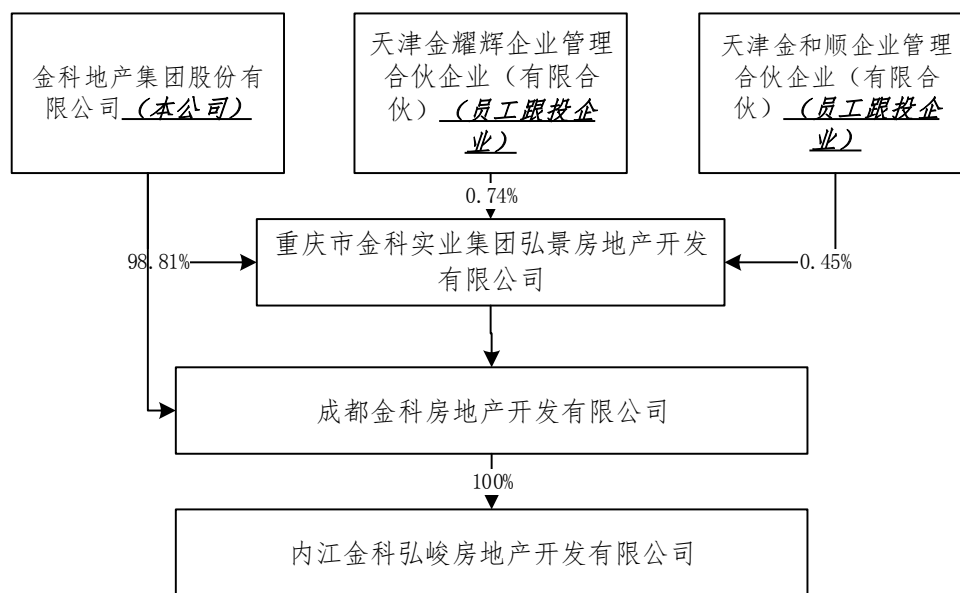 金科地产集团股份有
限公司（本公司）
天津金耀辉企业管理
合伙企业（有限合
伙）（员工跟投企
业）
天津金和顺企业管理
合伙企业（有限合
伙）（员工跟投企
业）
0.74%
重庆市金科实业集团弘景房地产开发
有限公司
98.81%
0.45%
成都金科房地产开发有限公司
100%
内江金科弘峻房地产开发有限公司